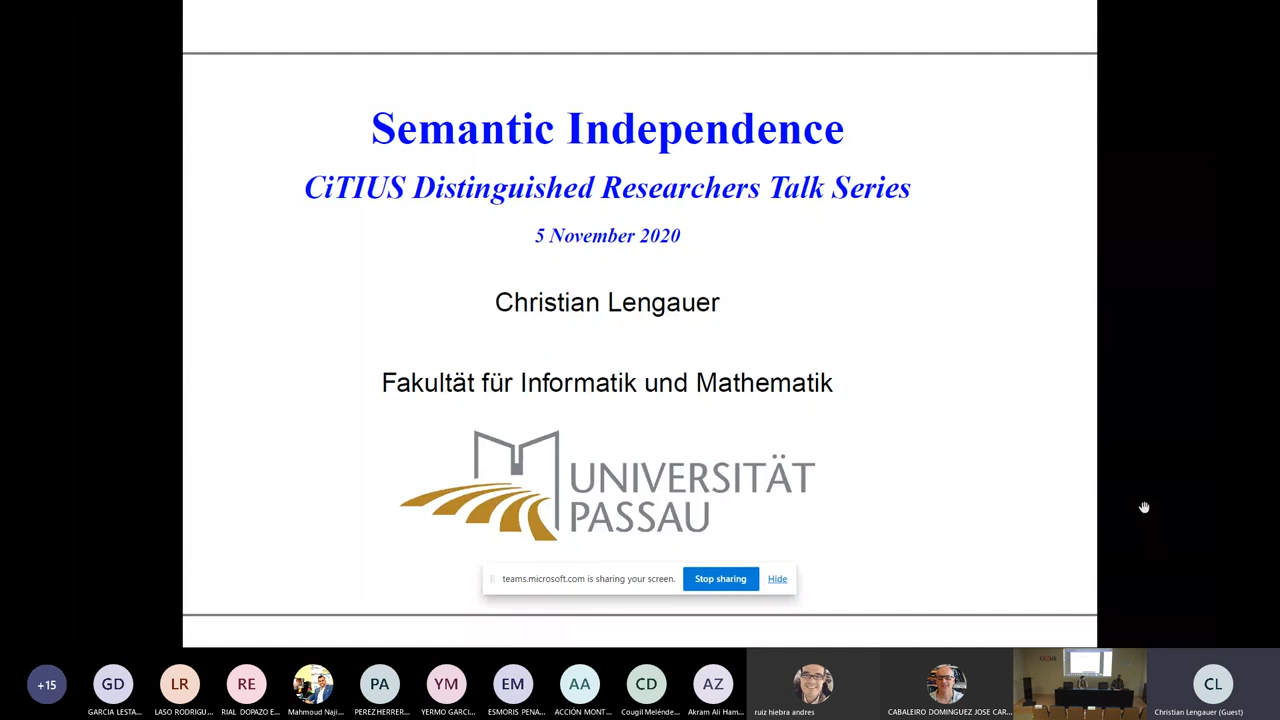 Semantic Independence
CiTIUS Distinguished Researchers Talk Series
5 November 2020
Christian Lengauer
Fakultät für Informatik und Mathematik
UNIVERSITÄT
PASSAU
teams.microsoft.com is sharing your screen.
Stop sharing
Hide
+15
GD
LR
RE
PA
YM
EM
AA
CD
AZ
CL
GARCIA LESTA...
LASO RODRIGU...
RIAL DOPAZO E...
Mahmoud Naji...
PEREZ HERRER...
YERMO GARCI...
ESMORIS PENA...
ACCIÓN MONT...
Cougil Melénde...
Akram Ali Ham...
ruiz hiebra andres
CABALEIRO DOMINGUEZ JOSE CAR...
Christian Lengauer (Guest)